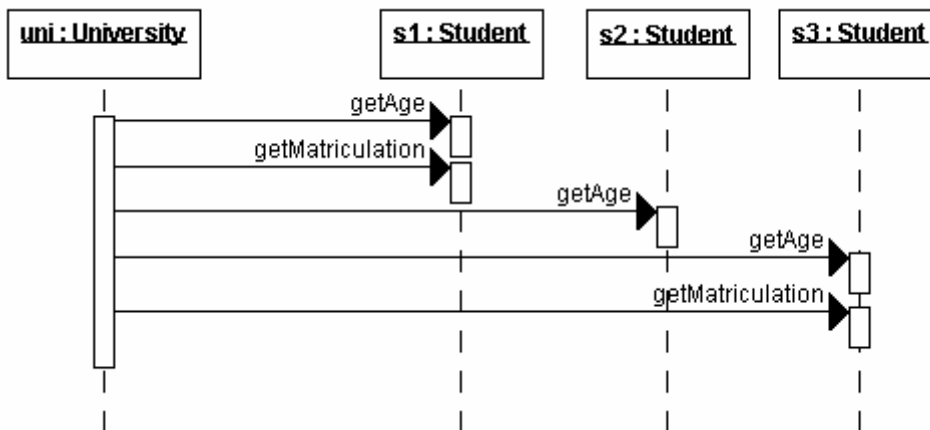 uni : University
s1 : Student
s2 : Student
s3 : Student
getAge
getMatriculation
getAge
getAge
getMatriculation